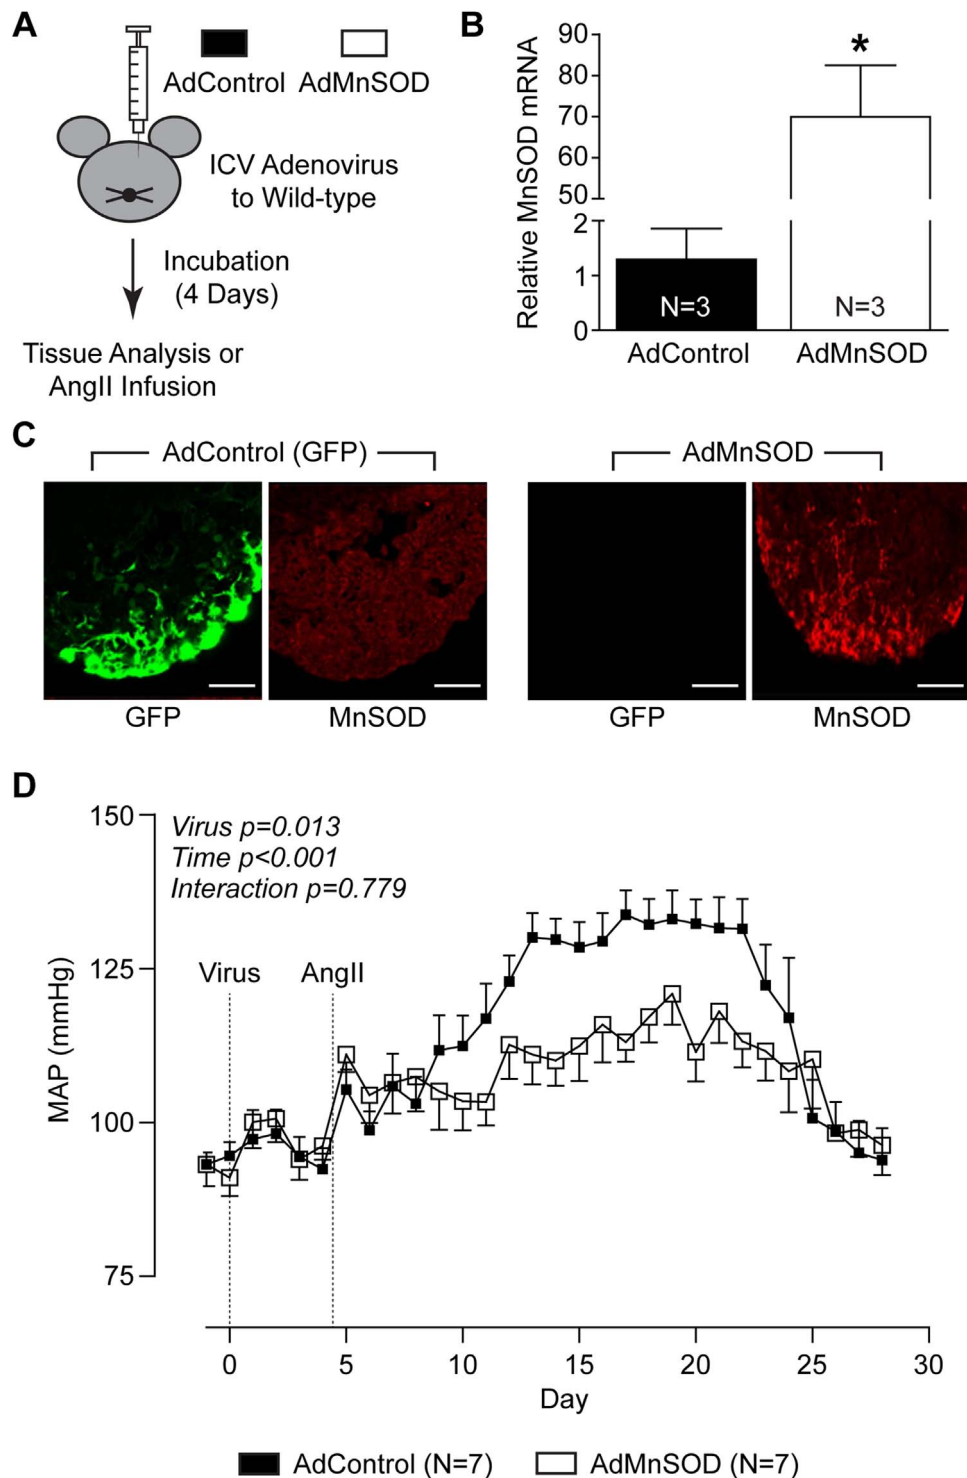 A
AdControl AdMnSOD
ICV Adenovirus
to Wild-type
Incubation
(4 Days)
Tissue Analysis or
AngII Infusion
B
Relative MnSOD mRNA
90
80
70
60
50
2
1
0
*
N=3 N=3
AdControl AdMnSOD
C
AdControl (GFP) AdMnSOD
GFP MnSOD GFP MnSOD
D
MAP (mmHg)
150
125
100
75
Virus p=0.013
Time p<0.001
Interaction p=0.779
Virus AngII
0 5 10 15 20 25 30
Day
AdControl (N=7) AdMnSOD (N=7)